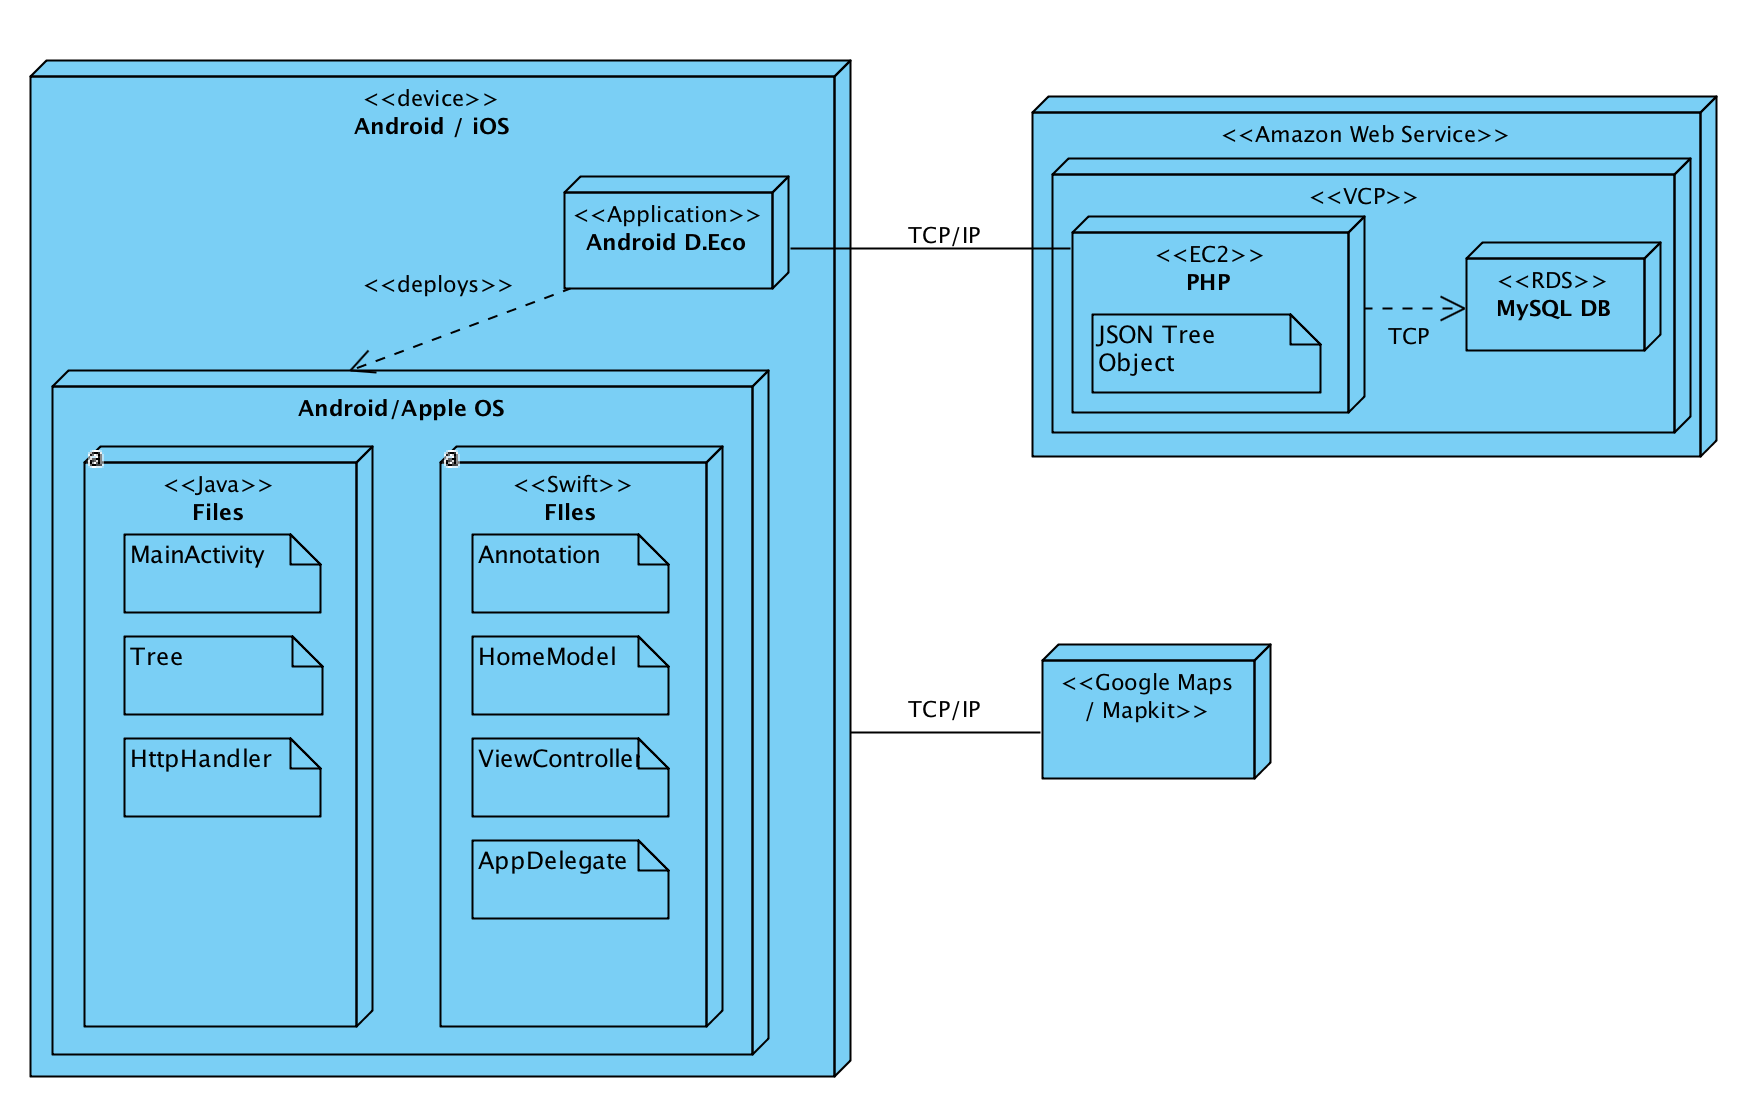 <<device>>
Android / iOS
<<Application>>
Android D.Eco
<<deploys>>
Android/Apple OS
a
<<Java>>
Files
MainActivity
Tree
HttpHandler
a
<<Swift>>
FIles
Annotation
HomeModel
ViewController
AppDelegate
TCP/IP
<<Amazon Web Service>>
<<VCP>>
<<EC2>>
PHP
JSON Tree
Object
TCP
<<RDS>>
MySQL DB
TCP/IP
<<Google Maps
/ Mapkit>>